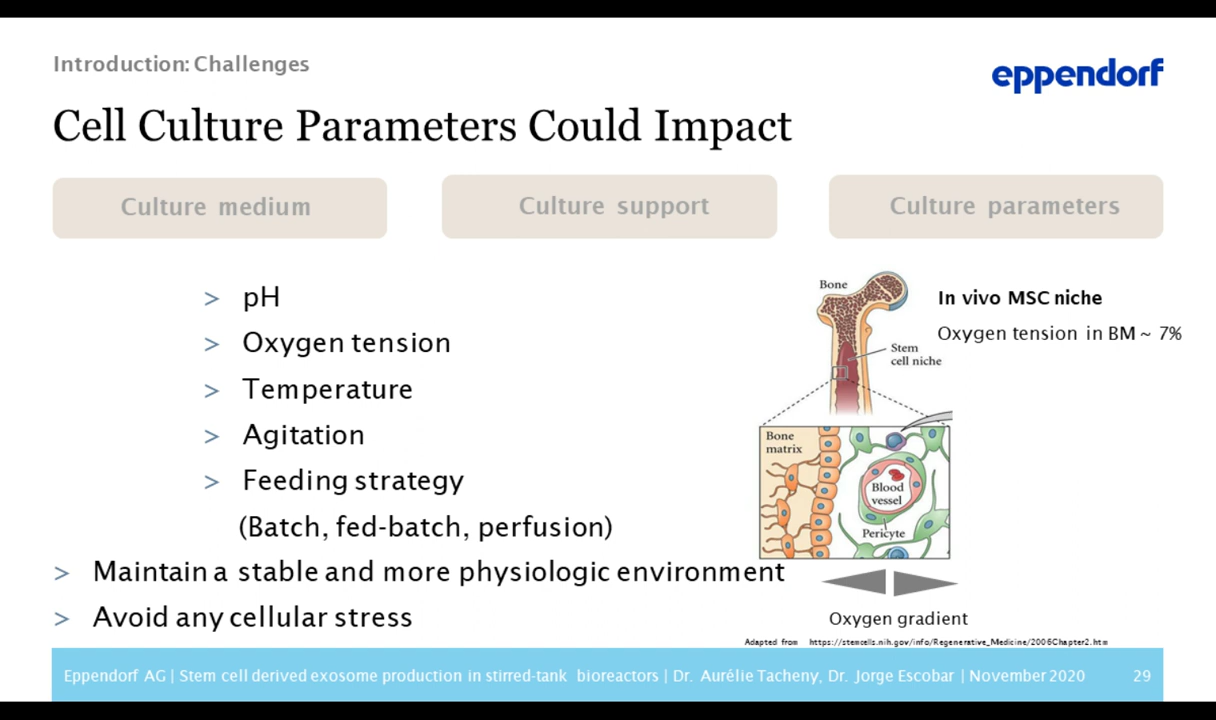 Introduction: Challenges
eppendorf
Cell Culture Parameters Could Impact
Culture medium
Culture support
Culture parameters
> pH
> Oxygen tension
> Temperature
> Agitation
> Feeding strategy
(Batch, fed-batch, perfusion)
> Maintain a stable and more physiologic environment
> Avoid any cellular stress
Bone
Stem
cell niche
In vivo MSC niche
Oxygen tension in BM ~ 7%
Bone
matrix
Blood
vessel
Pericyte
Oxygen gradient
Adapted from https://stemcells.nih.gov/info/Regenerative_Medicine/2006Chapter2.htm
Eppendorf AG | Stem cell derived exosome production in stirred-tank bioreactors | Dr. Aurélie Tacheny, Dr. Jorge Escobar | November 2020
29